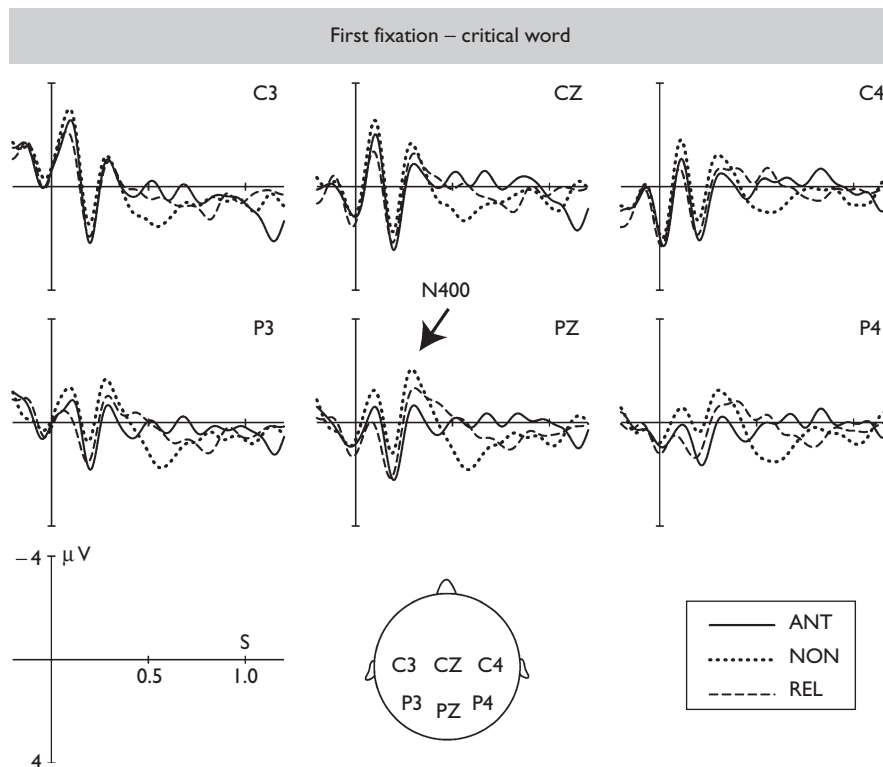 First fixation – critical word
C3
CZ
C4
N400
P3
PZ
P4
−4
μV
S
0.5
1.0
4
C3 CZ C4
P3 PZ P4
ANT
NON
REL